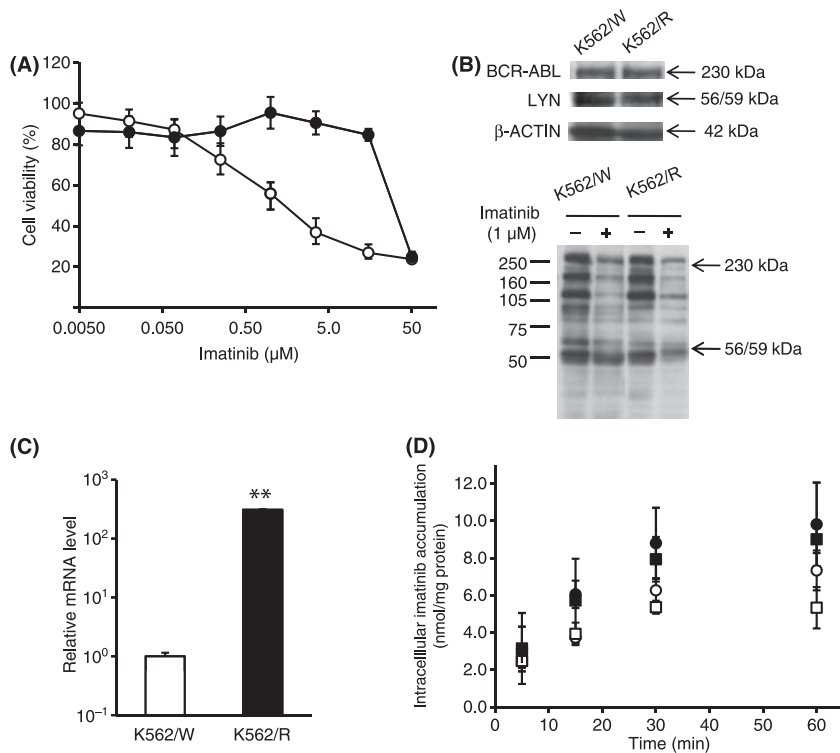 (A)
120
100
80
60
40
20
0.0050
0.050
0.50
5.0
50
Cell viability (%)
Imatinib (µM)
(B)
K562/W
K562/R
BCR-ABL
230 kDa
LYN
56/59 kDa
β-ACTIN
42 kDa
K562/W
K562/R
Imatinib
(1 µM)
– + – +
250
160
105
75
50
230 kDa
56/59 kDa
(C)
Relative mRNA level
10³
10²
10¹
10⁰
10⁻¹
**
K562/W
K562/R
(D)
Intracelllular imatinib accumulation
(nmol/mg protein)
12.0
10.0
8.0
6.0
4.0
2.0
0.0
0 10 20 30 40 50 60
Time (min)